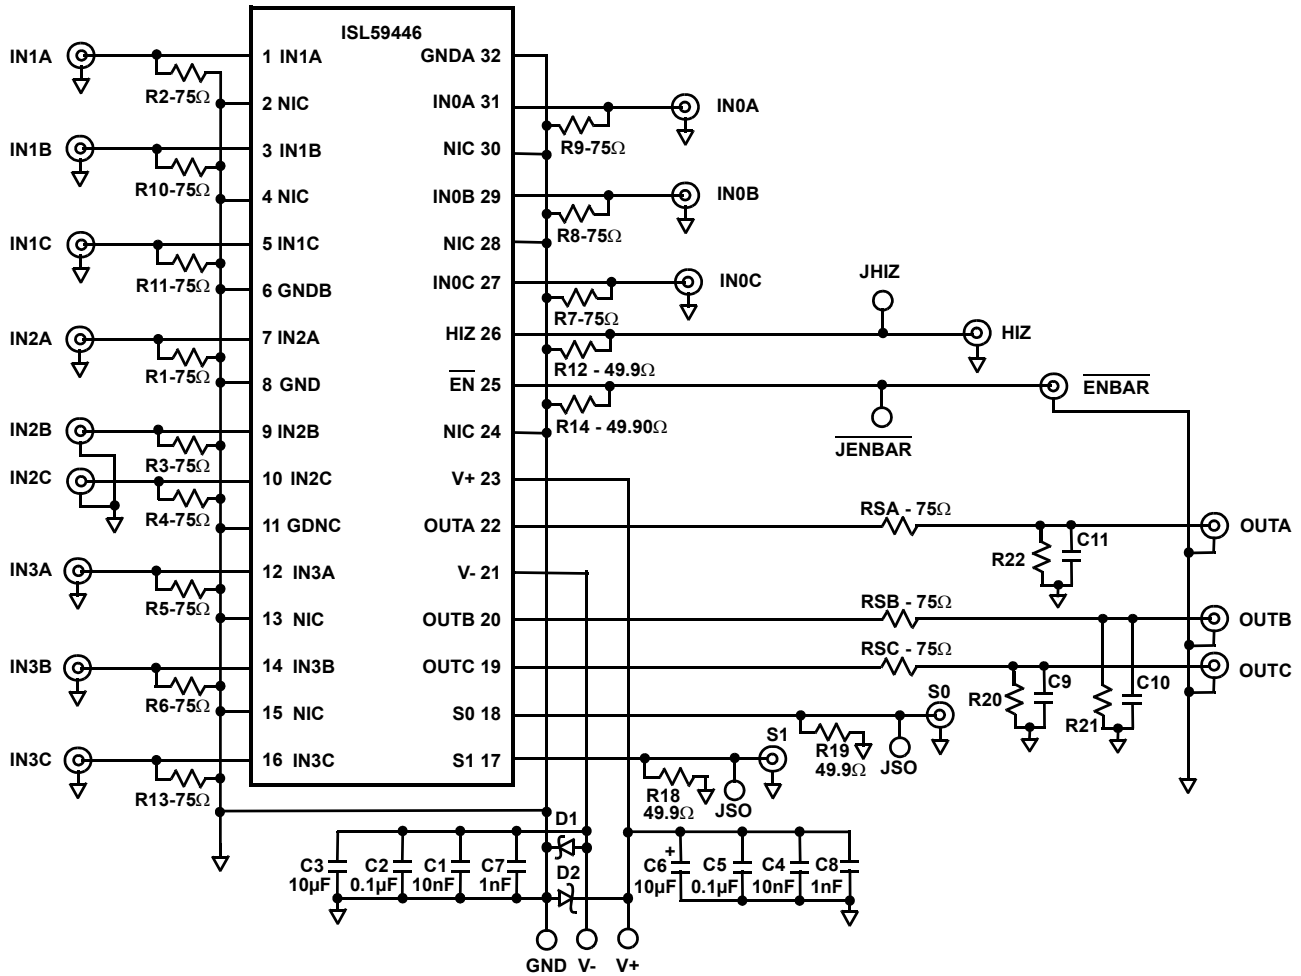 ISL59446
IN1A
1 IN1A
GNDA 32
R2-75Ω
2 NIC
IN0A 31
IN0A
IN1B
3 IN1B
NIC 30
R9-75Ω
R10-75Ω
4 NIC
IN0B 29
IN0B
IN1C
5 IN1C
NIC 28
R8-75Ω
R11-75Ω
6 GNDB
IN0C 27
IN0C
JHIZ
R7-75Ω
IN2A
7 IN2A
HIZ 26
HIZ
R1-75Ω
R12 - 49.9Ω
8 GND
EN 25
ENBAR
IN2B
9 IN2B
NIC 24
R14 - 49.90Ω
JENBAR
R3-75Ω
IN2C
10 IN2C
V+ 23
R4-75Ω
RSA - 75Ω
11 GDNC
OUTA 22
OUTA
R22
C11
IN3A
12 IN3A
V- 21
R5-75Ω
RSB - 75Ω
13 NIC
OUTB 20
OUTB
RSC - 75Ω
IN3B
14 IN3B
OUTC 19
OUTC
R20
C9
R21
C10
R6-75Ω
15 NIC
S0 18
S0
R19
49.9Ω
JSO
IN3C
16 IN3C
S1 17
S1
R13-75Ω
R18
49.9Ω
JSO
D1
C3
10µF
C2
0.1µF
C1
10nF
C7
1nF
D2
+
C6
10µF
C5
0.1µF
C4
10nF
C8
1nF
GND
V-
V+